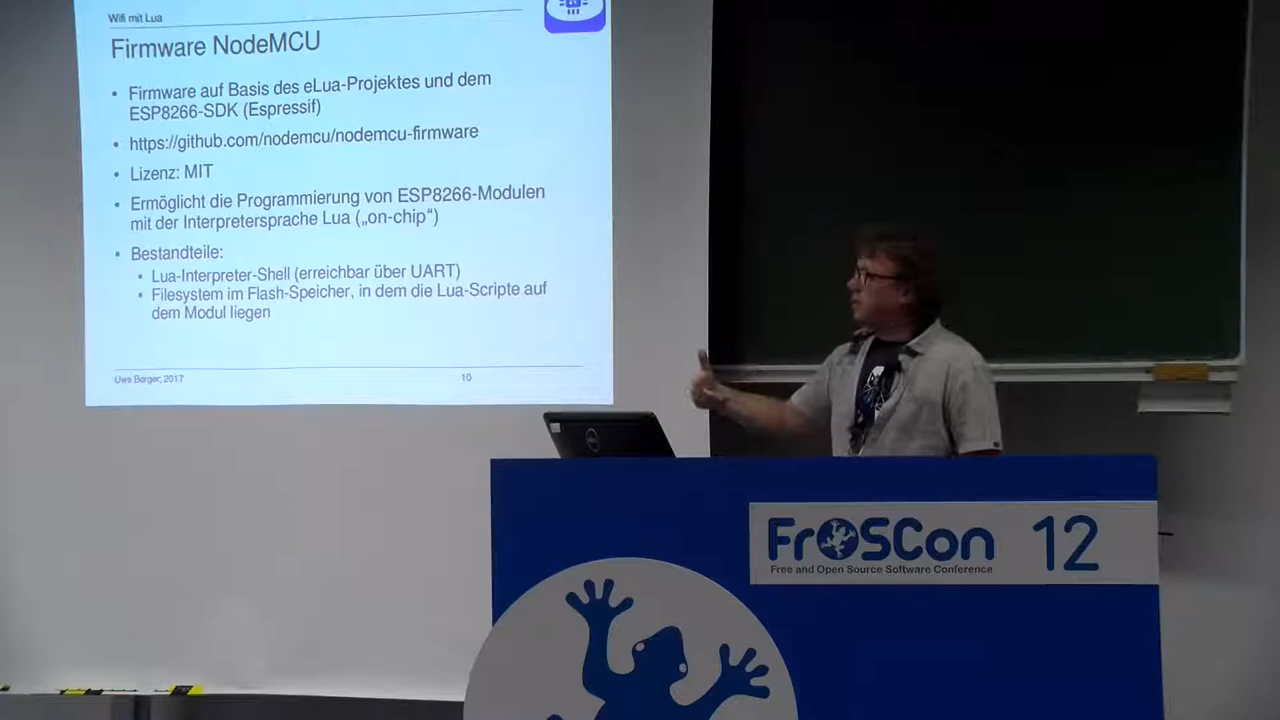 Wifi mit Lua
Firmware NodeMCU
• Firmware auf Basis des eLua-Projektes und dem
ESP8266-SDK (Espressif)
• https://github.com/nodemcu/nodemcu-firmware
• Lizenz: MIT
• Ermöglicht die Programmierung von ESP8266-Modulen
mit der Interpretersprache Lua („on-chip“)
• Bestandteile:
• Lua-Interpreter-Shell (erreichbar über UART)
• Filesystem im Flash-Speicher, in dem die Lua-Scripte auf
dem Modul liegen
Uwe Berger, 2017
10
FrOSCon 12
Free and Open Source Software Conference